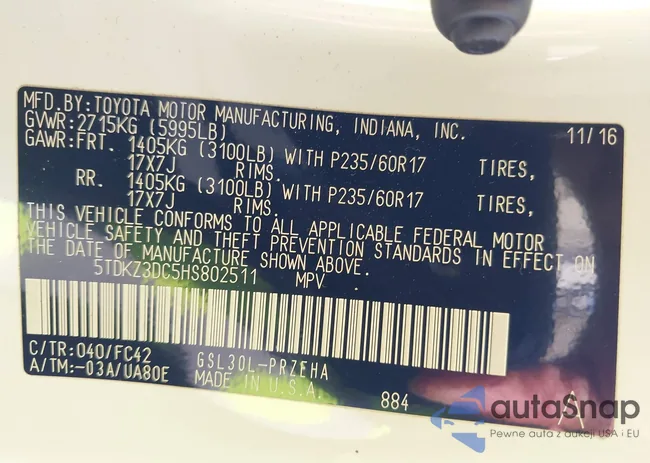 MFD.BY: TOYOTA MOTOR MANUFACTURING, INDIANA, INC. 11/16
GVWR: 2715KG (5995LB)
GAWR: FRT. 1405KG (3100LB) WITH P235/60R17 TIRES,
17X7J RIMS.
RR. 1405KG (3100LB) WITH P235/60R17 TIRES,
17X7J RIMS.
THIS VEHICLE CONFORMS TO ALL APPLICABLE FEDERAL MOTOR
VEHICLE SAFETY AND THEFT PREVENTION STANDARDS IN EFFECT ON
THE DATE OF MANUFACTURE SHOWN ABOVE.
5TDKZ3DC5HS802511 MPV
C/TR: 040/FC42 GSL30L-PRZEHA
A/TM: -03A/UA80E MADE IN U.S.A. 884 A
autoSnap
Pewne auta z aukcji USA i EU